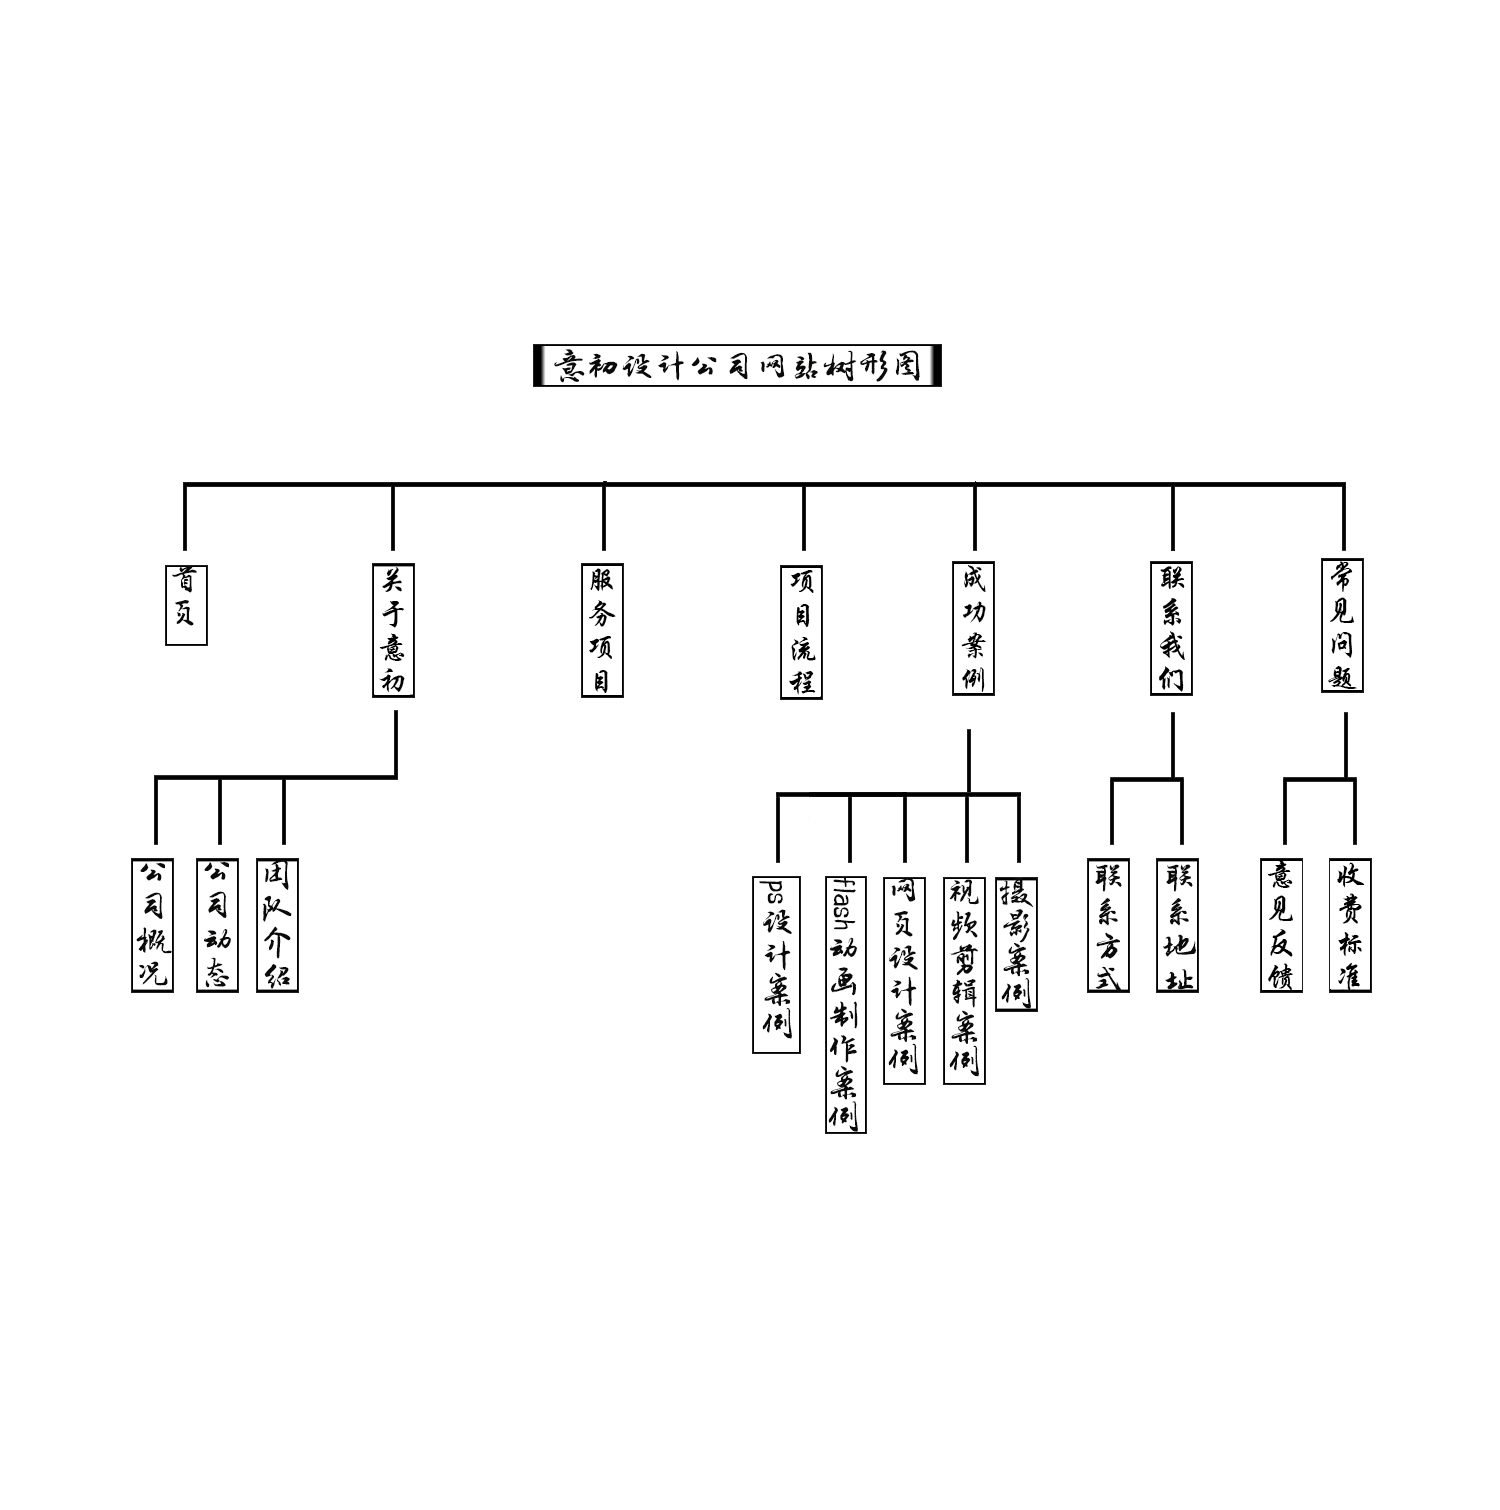 意初设计公司网站树形图
首页
关于意初
服务项目
项目流程
成功案例
联系我们
常见问题
公司概况
公司动态
团队介绍
ps设计案例
flash动画制作案例
网页设计案例
视频剪辑案例
摄影案例
联系方式
联系地址
意见反馈
收费标准